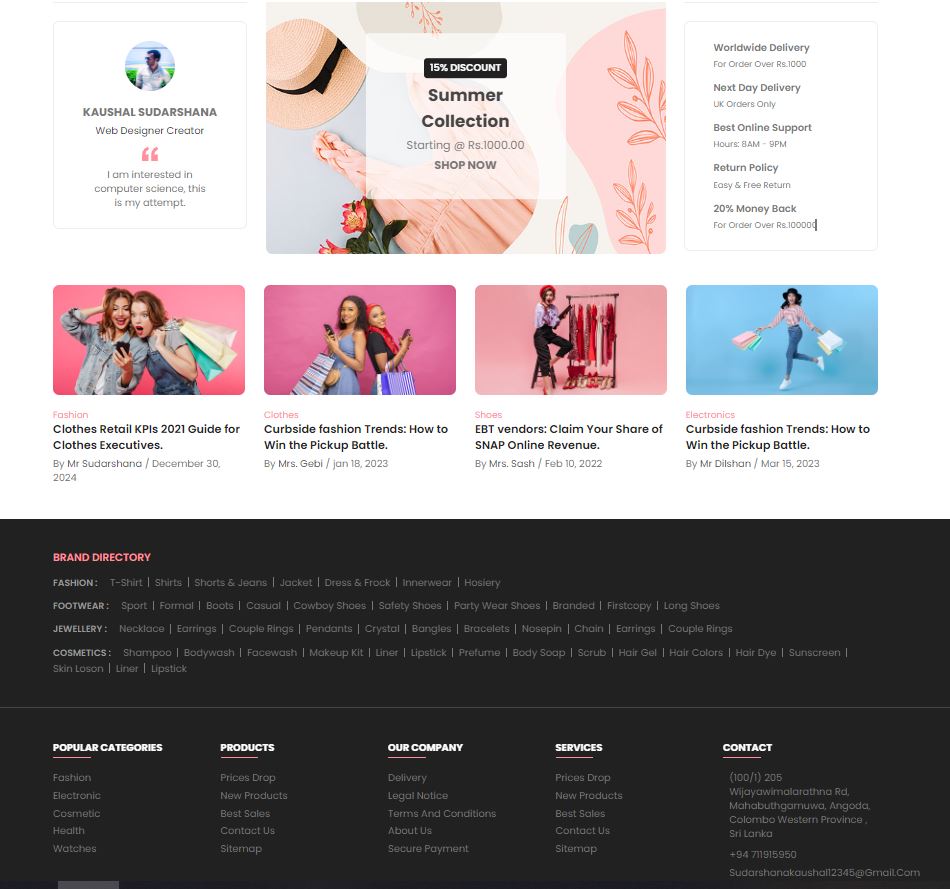 KAUSHAL SUDARSHANA
Web Designer Creator
I am interested in
computer science, this
is my attempt.
15% DISCOUNT
Summer
Collection
Starting @ Rs.1000.00
SHOP NOW
Worldwide Delivery
For Order Over Rs.1000
Next Day Delivery
UK Orders Only
Best Online Support
Hours: 8AM - 9PM
Return Policy
Easy & Free Return
20% Money Back
For Order Over Rs.100000
Fashion
Clothes Retail KPIs 2021 Guide for
Clothes Executives.
By Mr Sudarshana / December 30,
2024
Clothes
Curbside fashion Trends: How to
Win the Pickup Battle.
By Mrs. Gebi / jan 18, 2023
Shoes
EBT vendors: Claim Your Share of
SNAP Online Revenue.
By Mrs. Sash / Feb 10, 2022
Electronics
Curbside fashion Trends: How to
Win the Pickup Battle.
By Mr Dilshan / Mar 15, 2023
BRAND DIRECTORY
FASHION : T-Shirt | Shirts | Shorts & Jeans | Jacket | Dress & Frock | Innerwear | Hosiery
FOOTWEAR : Sport | Formal | Boots | Casual | Cowboy Shoes | Safety Shoes | Party Wear Shoes | Branded | Firstcopy | Long Shoes
JEWELLERY : Necklace | Earrings | Couple Rings | Pendants | Crystal | Bangles | Bracelets | Nosepin | Chain | Earrings | Couple Rings
COSMETICS : Shampoo | Bodywash | Facewash | Makeup Kit | Liner | Lipstick | Prefume | Body Soap | Scrub | Hair Gel | Hair Colors | Hair Dye | Sunscreen |
Skin Loson | Liner | Lipstick
POPULAR CATEGORIES
Fashion
Electronic
Cosmetic
Health
Watches
PRODUCTS
Prices Drop
New Products
Best Sales
Contact Us
Sitemap
OUR COMPANY
Delivery
Legal Notice
Terms And Conditions
About Us
Secure Payment
SERVICES
Prices Drop
New Products
Best Sales
Contact Us
Sitemap
CONTACT
(100/1) 205
Wijayawimalarathna Rd,
Mahabuthgamuwa, Angoda,
Colombo Western Province ,
Sri Lanka
+94 711915950
Sudarshanakaushal12345@Gmail.Com